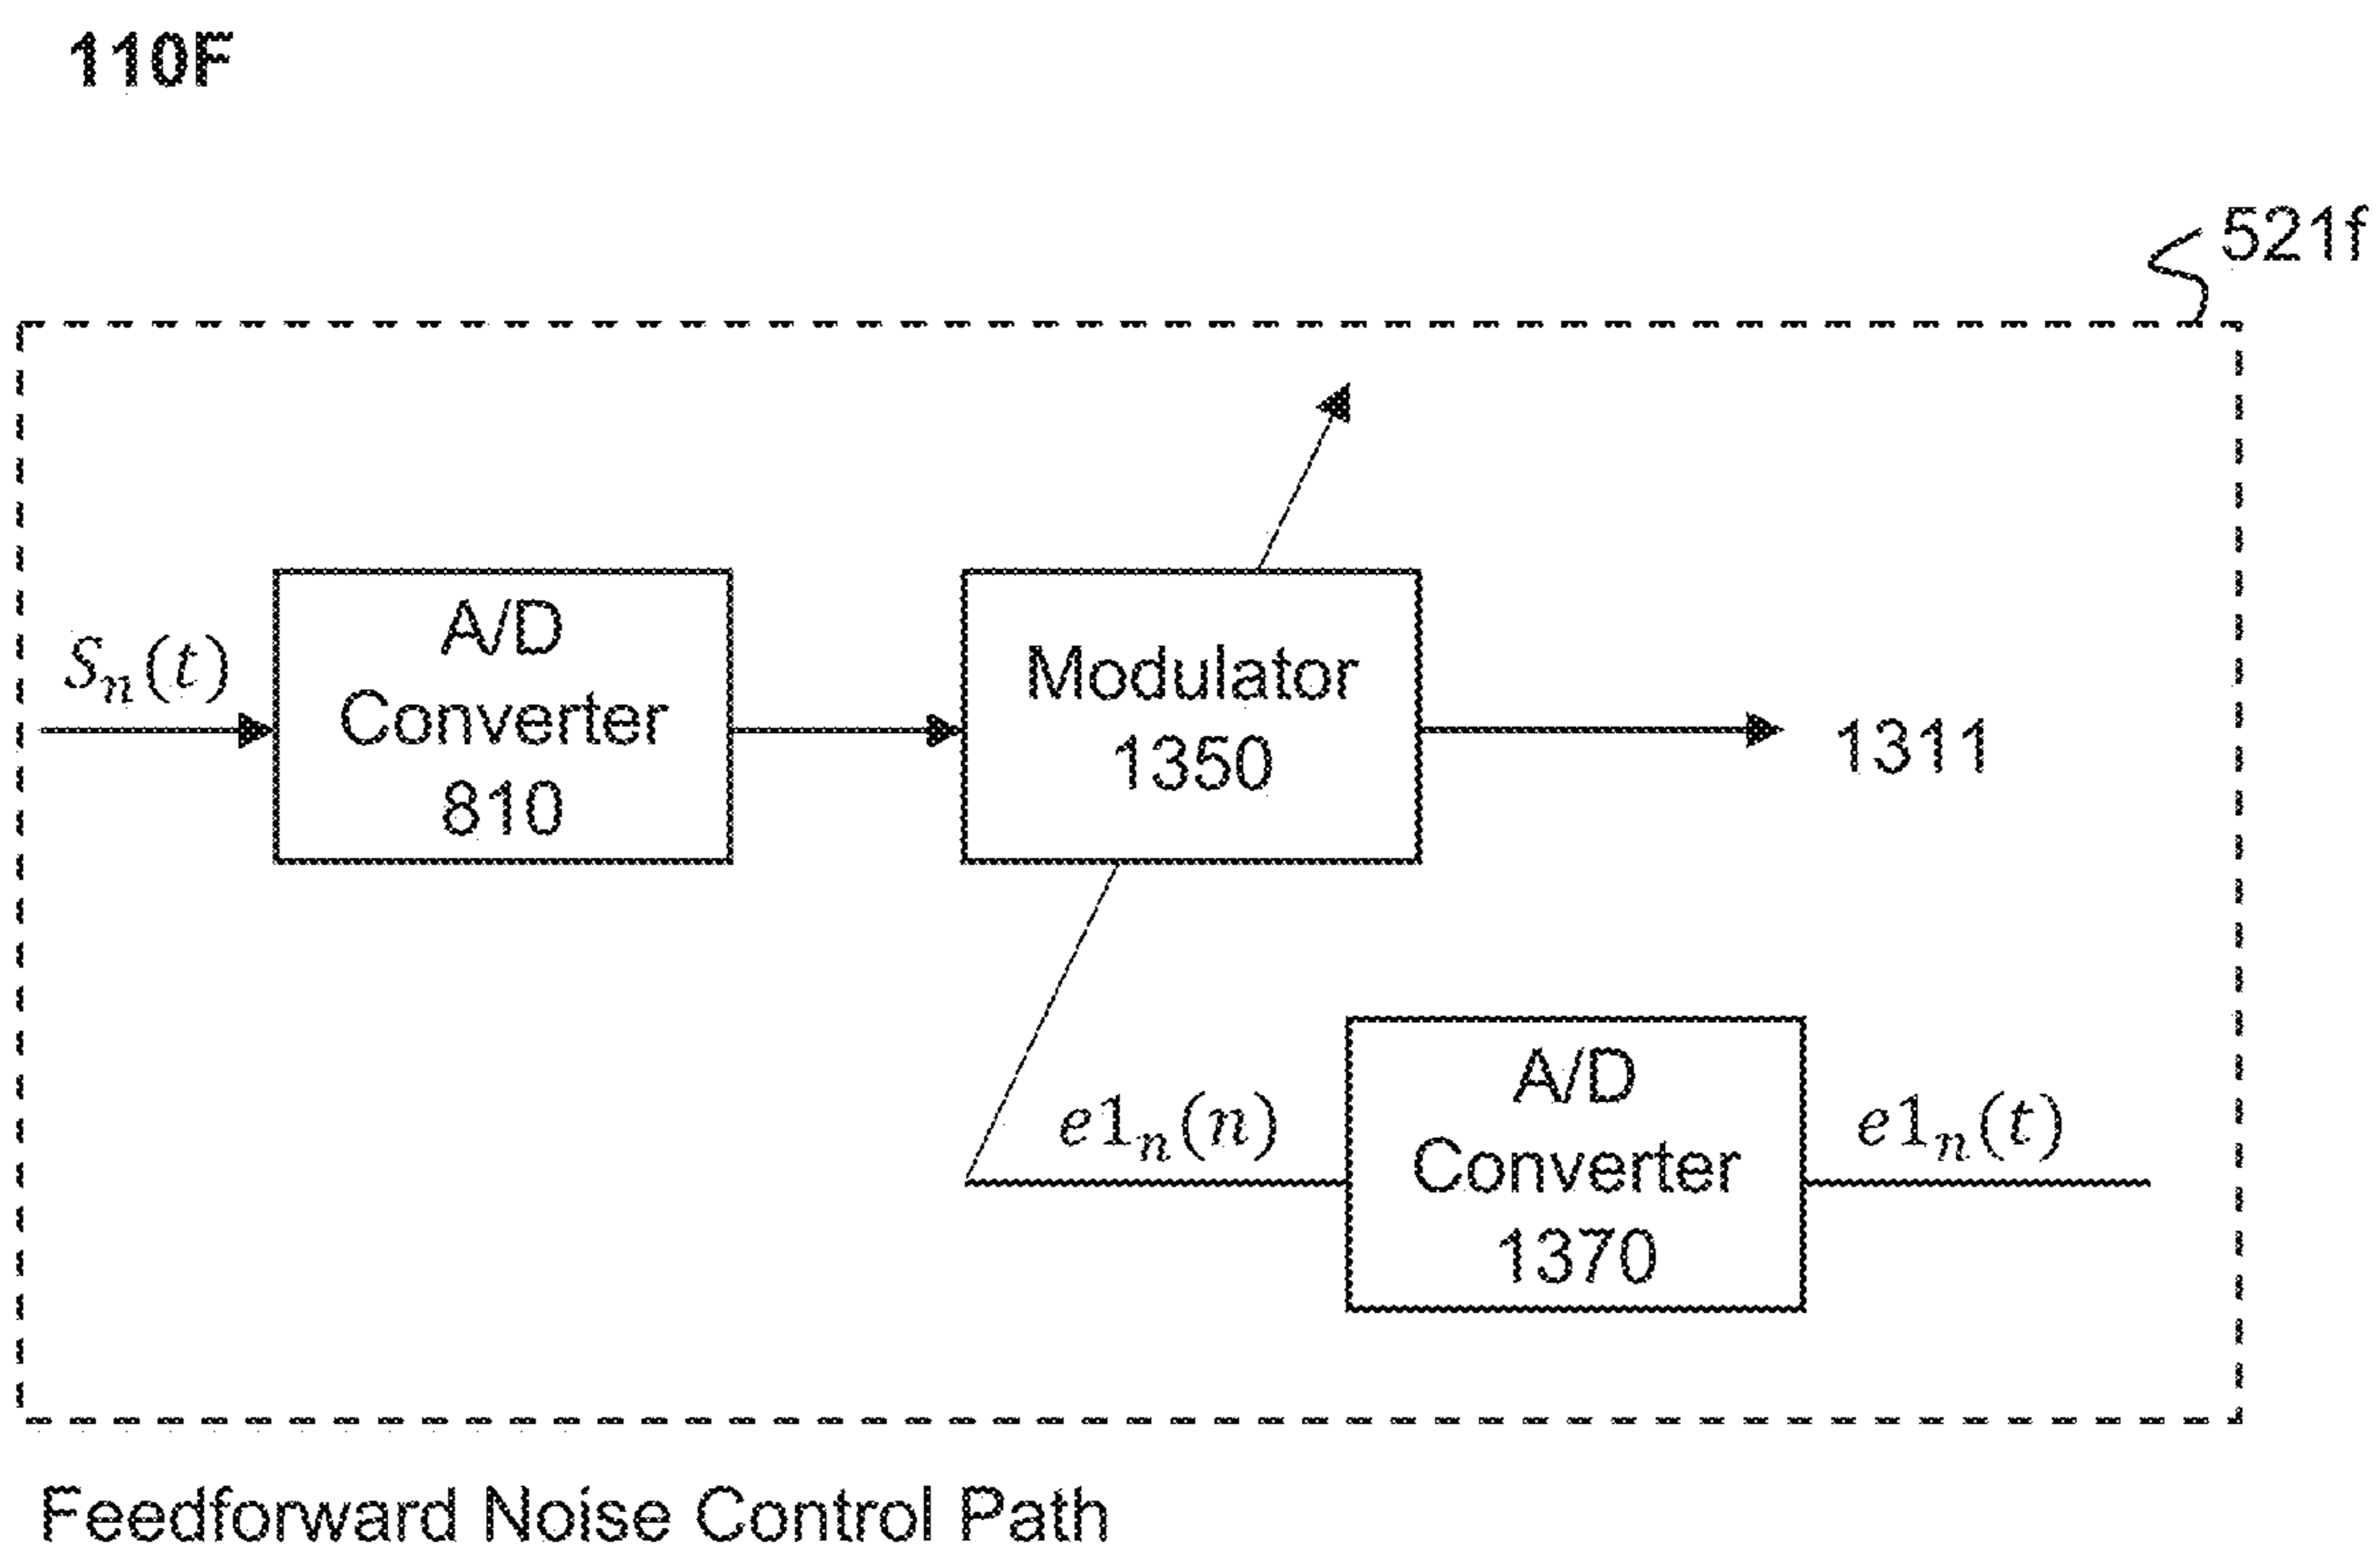 110F
521f
A/D
Converter
810
Sₙ(t)
Modulator
1350
1311
A/D
Converter
1370
e1ₙ(n)
e1ₙ(t)
Feedforward Noise Control Path